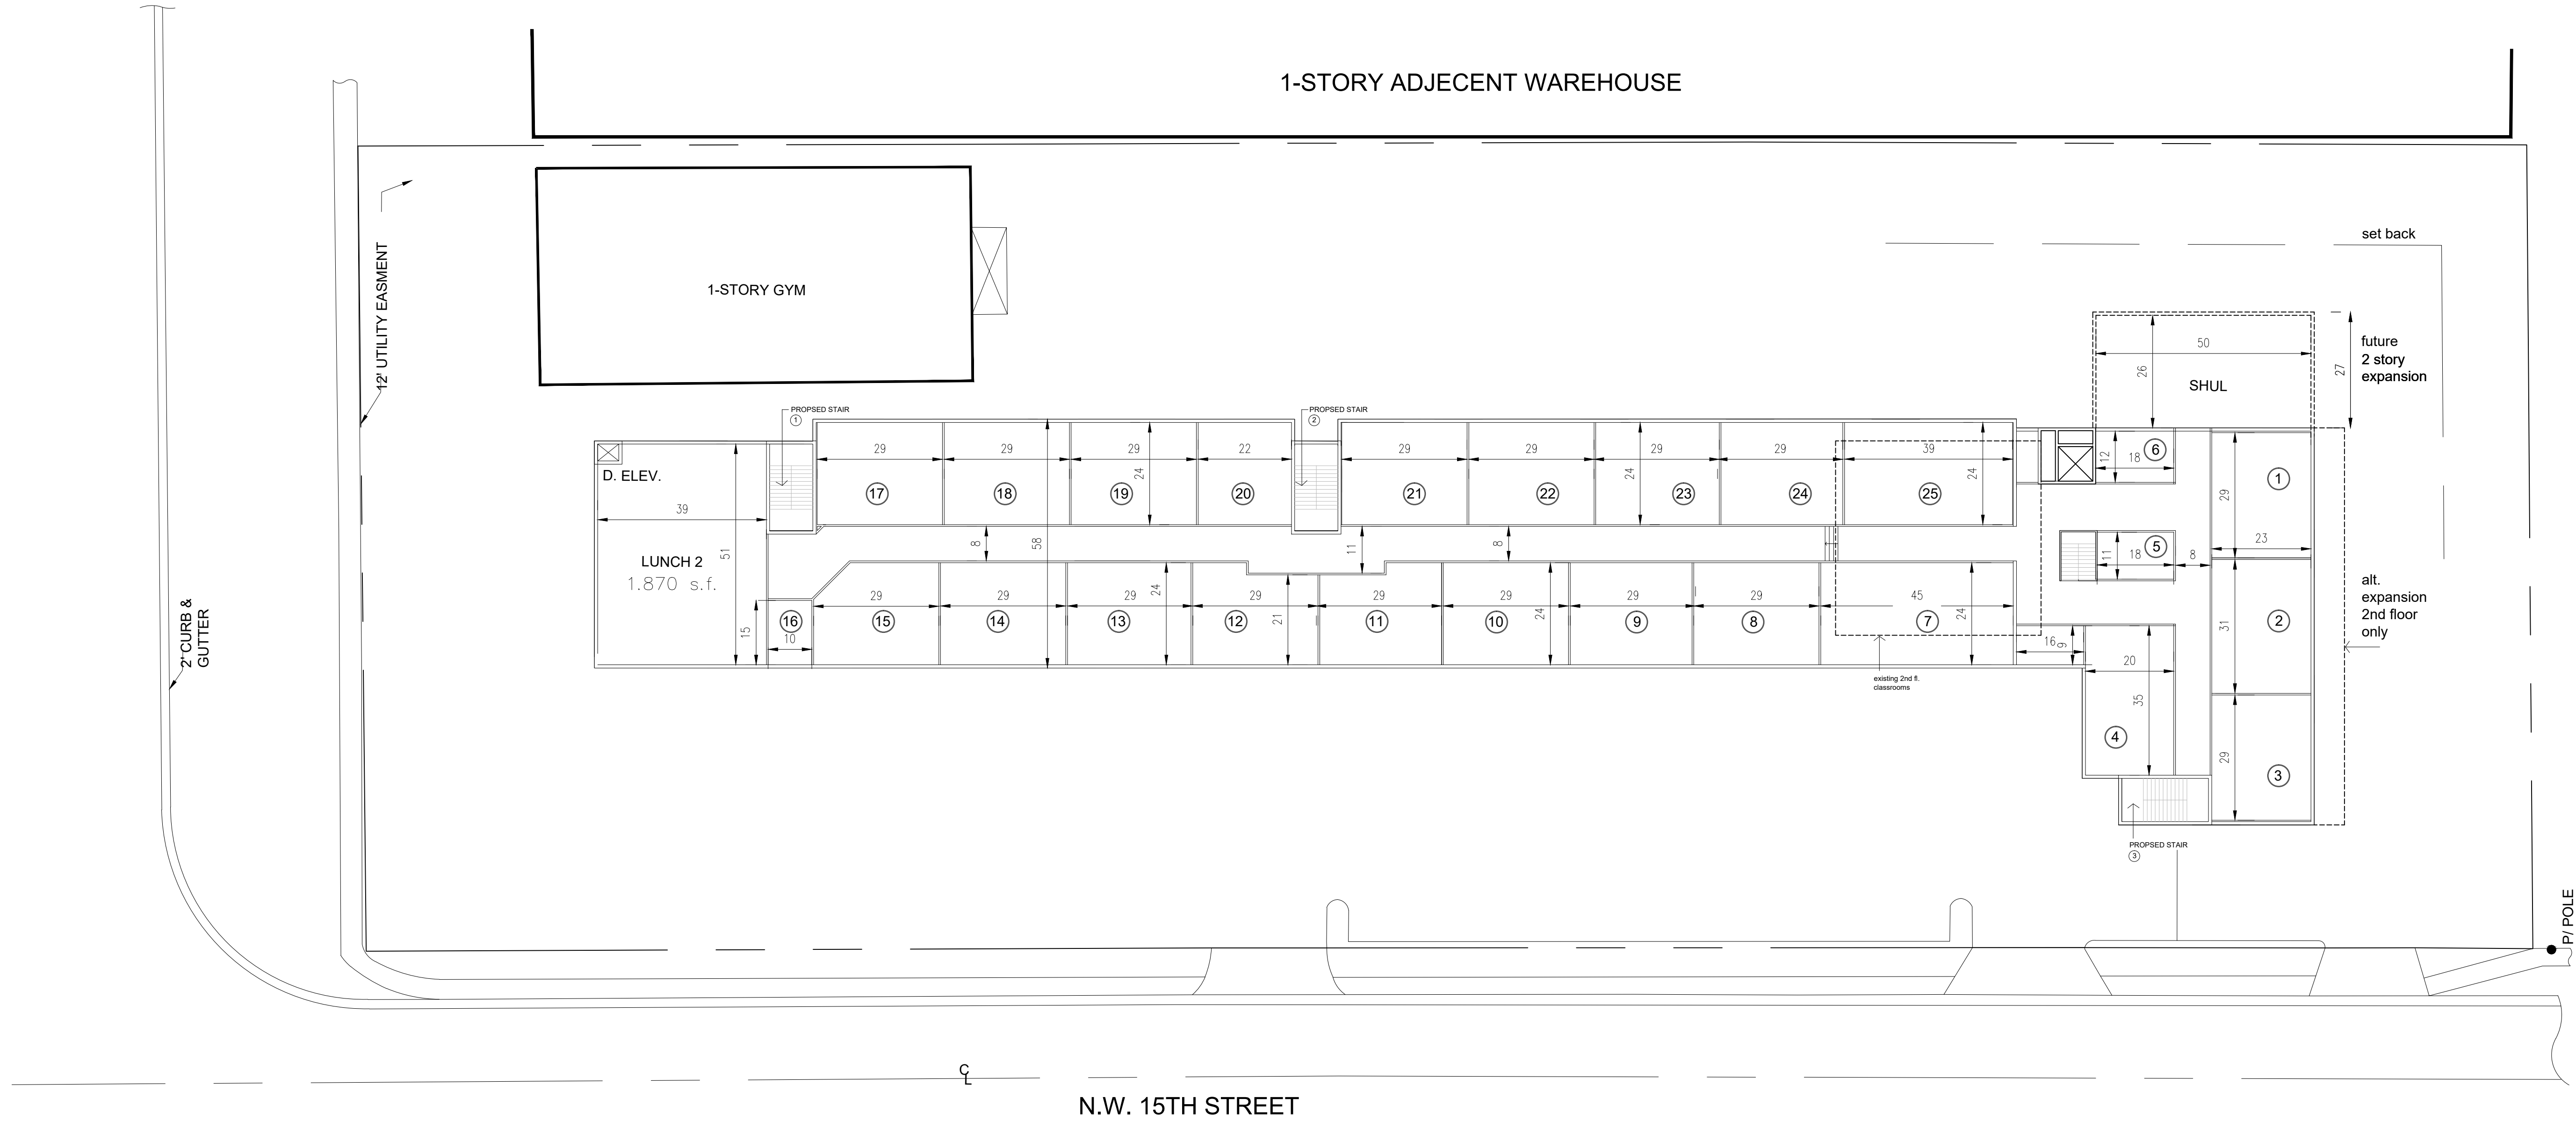 1-STORY ADJECENT WAREHOUSE
set back
12' UTILITY EASMENT
1-STORY GYM
50
26
27
SHUL
future
2 story
expansion
PROPSED STAIR
1
PROPSED STAIR
2
D. ELEV.
39
LUNCH 2
1.870 s.f.
51
29
29
29
24
22
29
29
29
24
29
39
24
17
18
19
20
21
22
23
24
25
12
18
6
29
1
23
8
58
11
8
11
18
5
8
alt.
expansion
2nd floor
only
2' CURB &
GUTTER
15
16
10
29
29
29
24
29
21
29
29
24
29
29
45
24
15
14
13
12
11
10
9
8
7
16
9
31
2
20
35
4
29
3
existing 2nd fl.
classrooms
PROPSED STAIR
3
P/ POLE
C
L
N.W. 15TH STREET